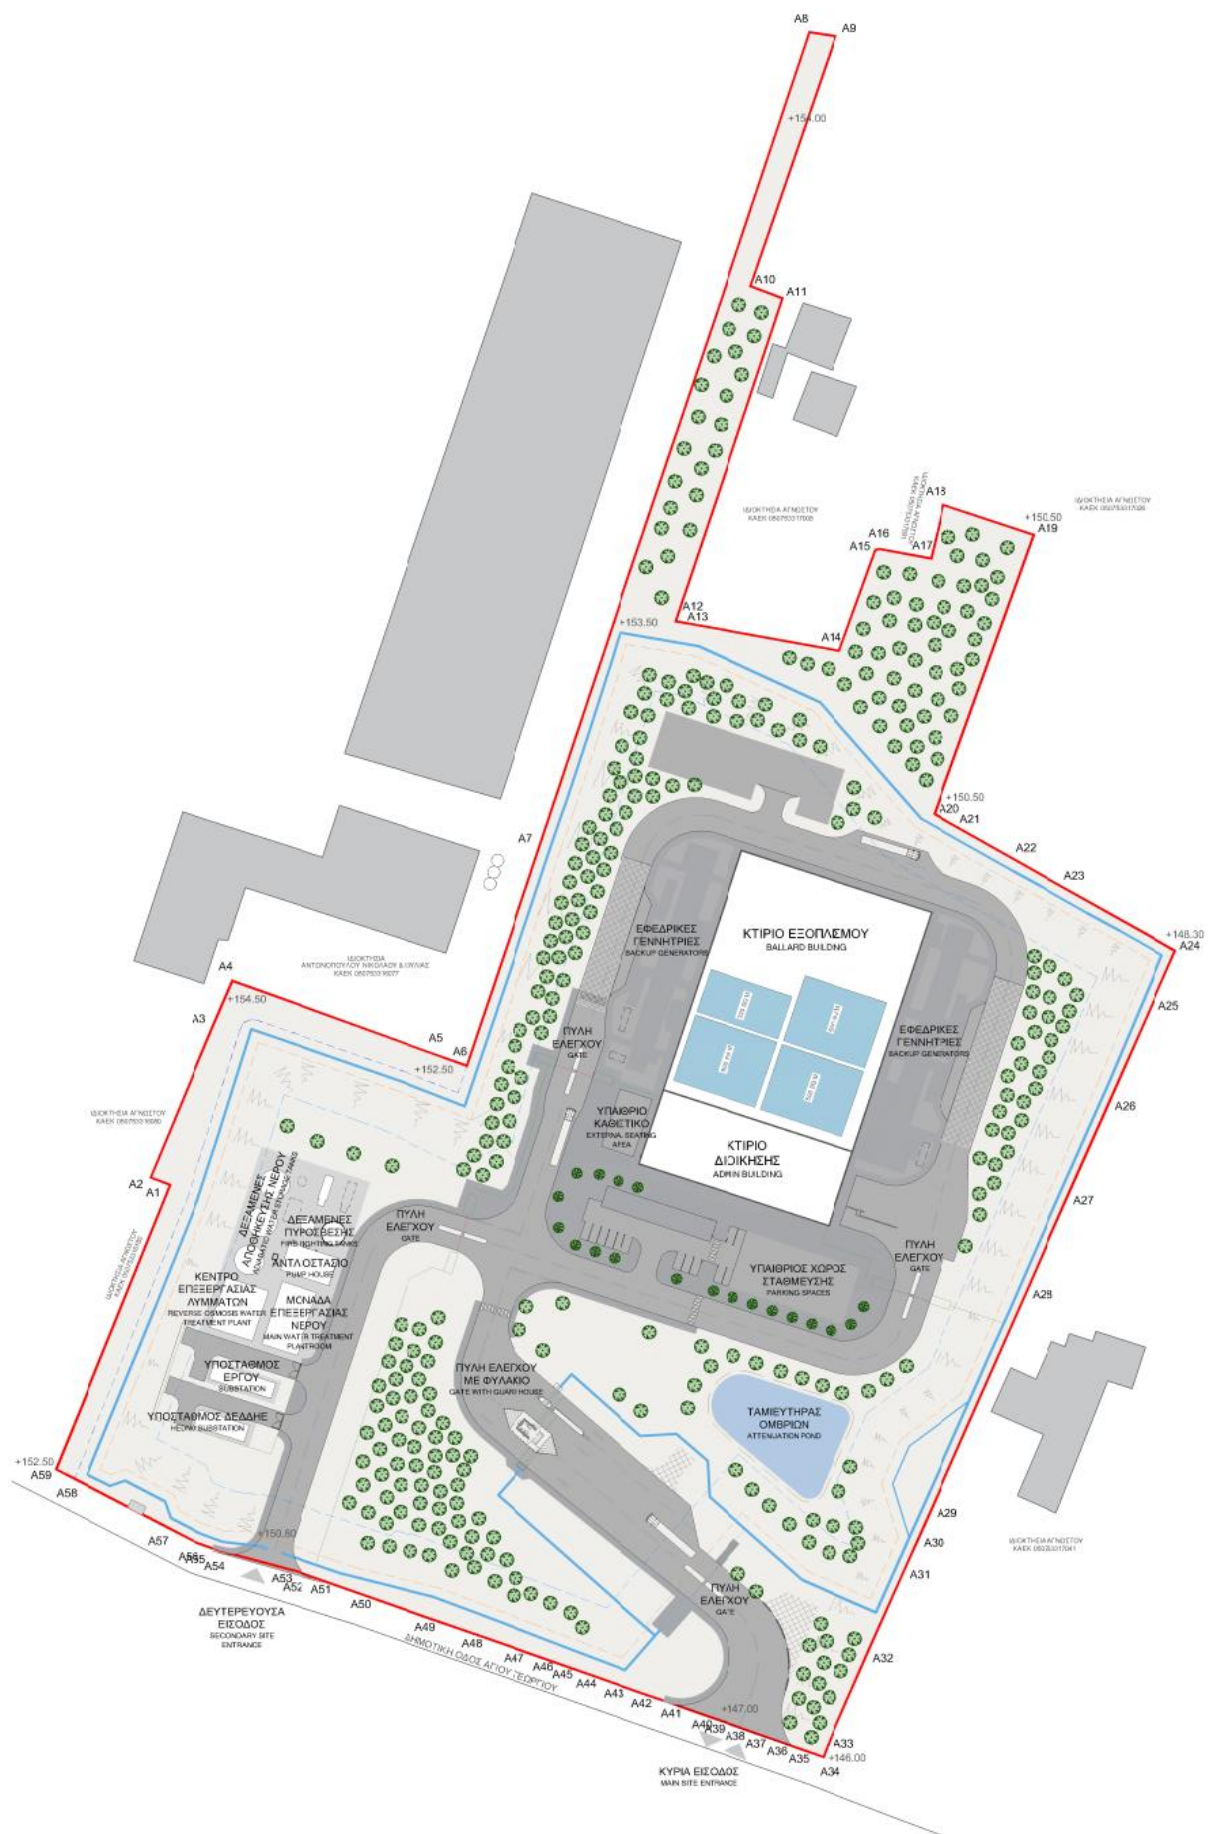 A8
A9
+154.00
A10
A11
A18
+150.50
A19
ΙΔΙΟΚΤΗΣΙΑ ΑΓΝΩΣΤΟΥ
ΙΔΙΟΚΤΗΣΙΑ ΑΓΝΩΣΤΟΥ
A16
A15
A17
A12
A13
+153.50
A14
+150.50
A20
A21
A7
A22
A23
+148.30
A24
ΕΦΕΔΡΙΚΕΣ
ΓΕΝΝΗΤΡΙΕΣ
BACKUP GENERATORS
ΚΤΙΡΙΟ ΕΞΟΠΛΙΣΜΟΥ
BALLARD BUILDING
ΙΔΙΟΚΤΗΣΙΑ
A4
+154.50
A3
A25
A5
A6
+152.50
ΠΥΛΗ
ΕΛΕΓΧΟΥ
GATE
ΕΦΕΔΡΙΚΕΣ
ΓΕΝΝΗΤΡΙΕΣ
BACKUP GENERATORS
ΙΔΙΟΚΤΗΣΙΑ ΑΓΝΩΣΤΟΥ
A26
ΥΠΑΙΘΡΙΟ
ΚΑΘΙΣΤΙΚΟ
EXTERNAL SEATING
AREA
ΚΤΙΡΙΟ
ΔΙΟΙΚΗΣΗΣ
ADMIN BUILDING
A2
A1
A27
ΔΕΞΑΜΕΝΕΣ
ΑΠΟΘΗΚΕΥΣΗΣ ΝΕΡΟΥ
ADIABATIC WATER STORAGE TANKS
ΔΕΞΑΜΕΝΕΣ
ΠΥΡΟΣΒΕΣΗΣ
FIRE FIGHTING TANKS
ΠΥΛΗ
ΕΛΕΓΧΟΥ
GATE
ΑΝΤΛΙΟΣΤΑΣΙΟ
PUMP HOUSE
ΠΥΛΗ
ΕΛΕΓΧΟΥ
GATE
ΥΠΑΙΘΡΙΟΣ ΧΩΡΟΣ
ΣΤΑΘΜΕΥΣΗΣ
PARKING SPACES
A28
ΚΕΝΤΡΟ
ΕΠΕΞΕΡΓΑΣΙΑΣ
ΛΥΜΜΑΤΩΝ
REVERSE OSMOSIS WATER
TREATMENT PLANT
ΜΟΝΑΔΑ
ΕΠΕΞΕΡΓΑΣΙΑΣ
ΝΕΡΟΥ
MAIN WATER TREATMENT
PLANTROOM
ΥΠΟΣΤΑΘΜΟΣ
ΕΡΓΟΥ
SUBSTATION
ΠΥΛΗ ΕΛΕΓΧΟΥ
ΜΕ ΦΥΛΑΚΙΟ
GATE WITH GUARD HOUSE
ΥΠΟΣΤΑΘΜΟΣ ΔΕΔΔΗΕ
HEDNO SUBSTATION
ΤΑΜΙΕΥΤΗΡΑΣ
ΟΜΒΡΙΩΝ
ATTENUATION POND
+152.50
A59
A58
A29
A30
ΙΔΙΟΚΤΗΣΙΑ ΑΓΝΩΣΤΟΥ
A57
+150.80
A56
A55
A54
A53
A52
A51
A50
A49
A48
A47
A46
A45
A44
A43
A42
A41
A31
ΠΥΛΗ
ΕΛΕΓΧΟΥ
GATE
ΔΕΥΤΕΡΕΥΟΥΣΑ
ΕΙΣΟΔΟΣ
SECONDARY SITE
ENTRANCE
ΔΗΜΟΤΙΚΗ ΟΔΟΣ ΑΓΙΟΥ ΓΕΩΡΓΙΟΥ
A32
+147.00
A40
A39
A38
A37
A36
A35
A33
+146.00
A34
ΚΥΡΙΑ ΕΙΣΟΔΟΣ
MAIN SITE ENTRANCE